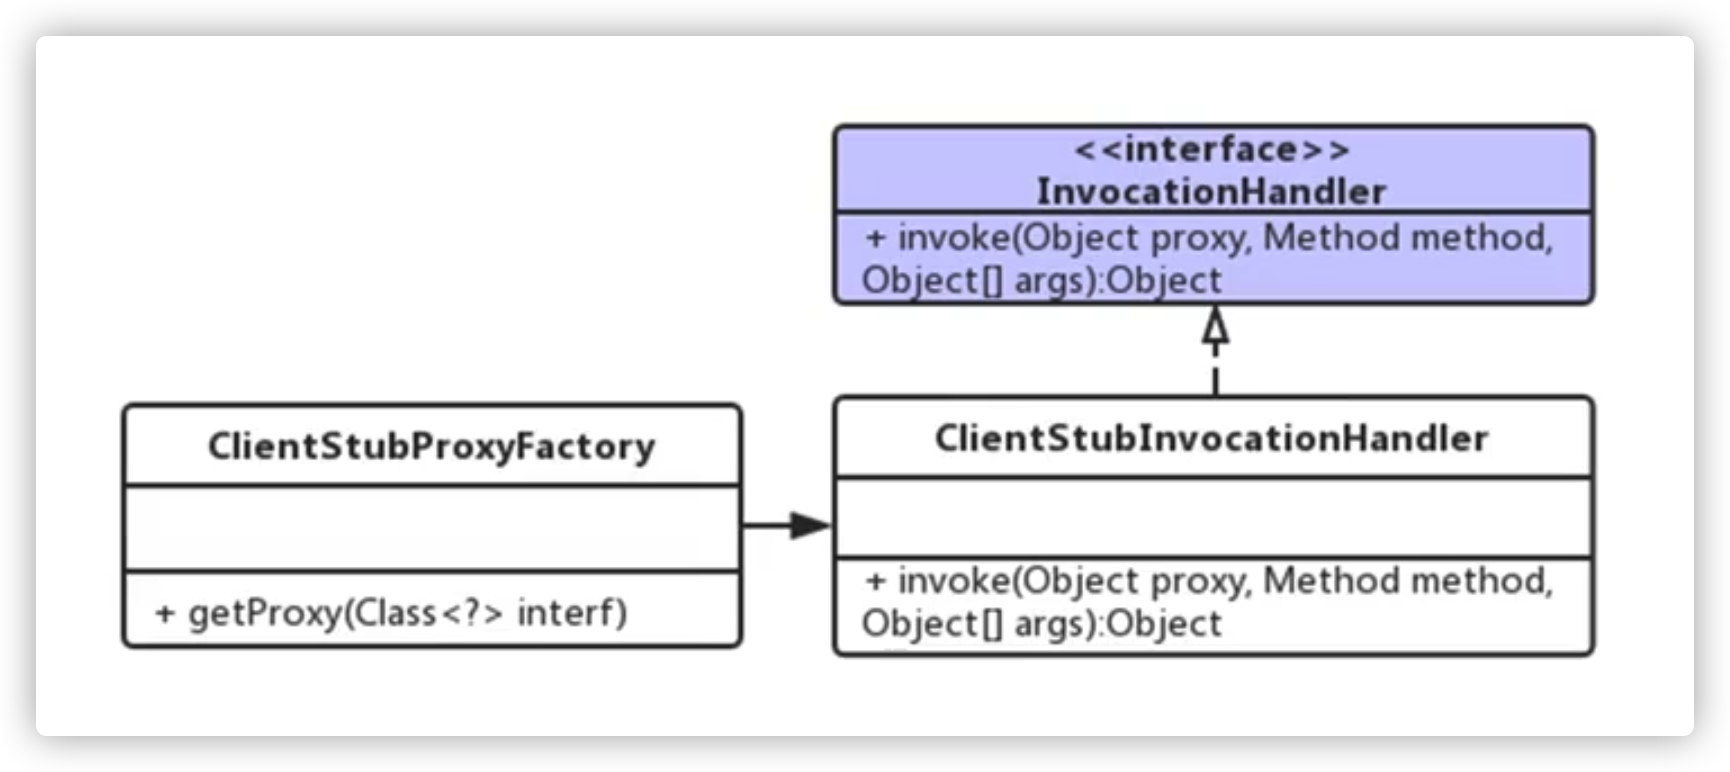 <<interface>>
InvocationHandler
+ invoke(Object proxy, Method method,
Object[] args):Object
ClientStubProxyFactory
+ getProxy(Class<?> interf)
ClientStubInvocationHandler
+ invoke(Object proxy, Method method,
Object[] args):Object